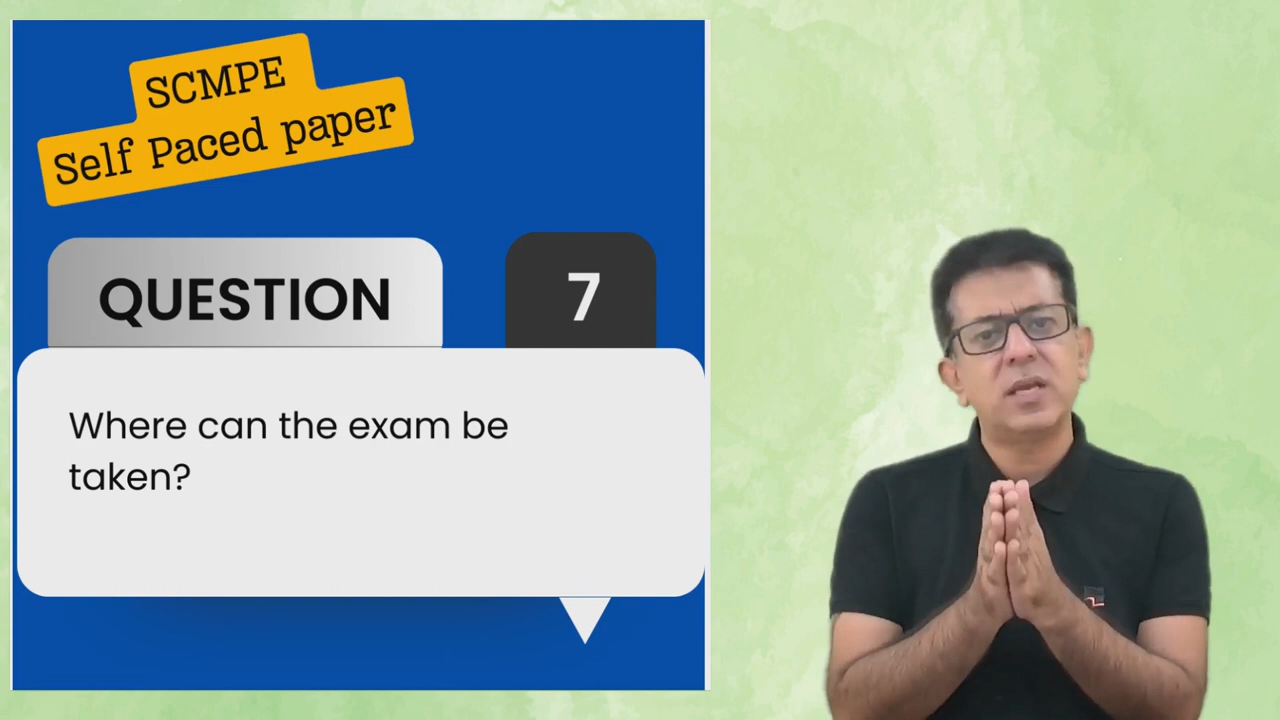 SCMPE
Self Paced paper
QUESTION
7
Where can the exam be
taken?